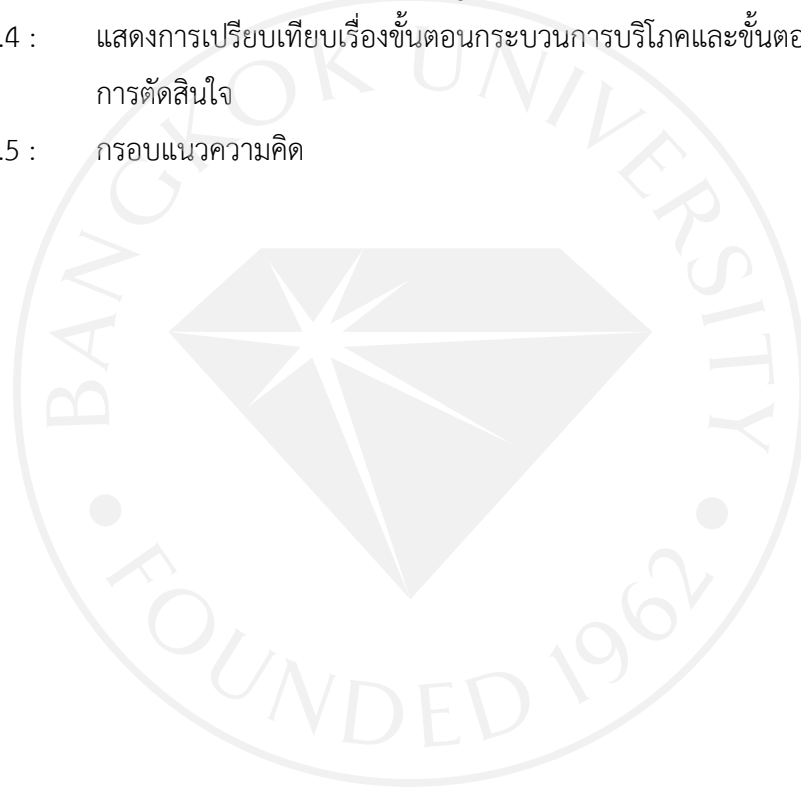 .4 : แสดงการเปรียบเทียบเรื่องขั้นตอนกระบวนการบริโภคและขั้นตอ
การตัดสินใจ
.5 : กรอบแนวความคิด
BANGKOK UNIVERSITY
• FOUNDED 1962 •